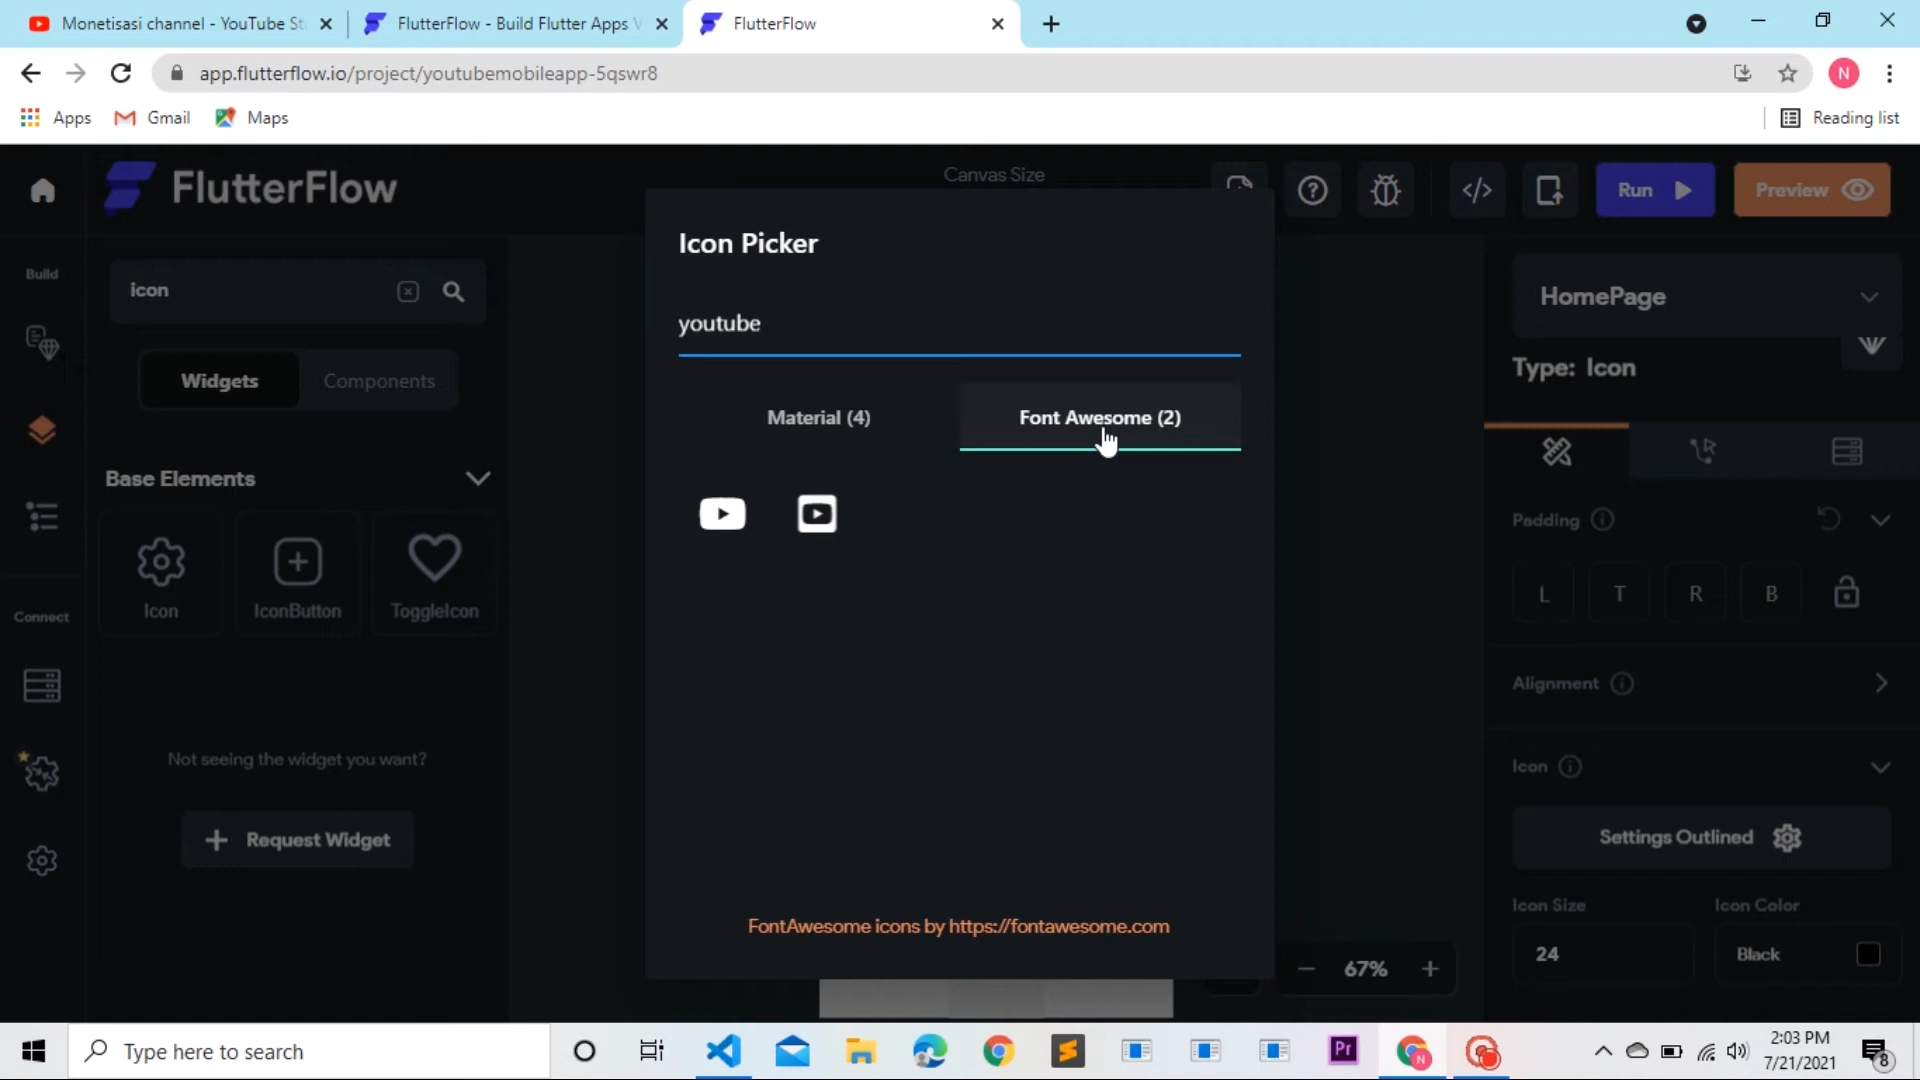 Monetisasi channel - YouTube St
FlutterFlow - Build Flutter Apps V
FlutterFlow
app.flutterflow.io/project/youtubemobileapp-5qswr8
N
Apps
Gmail
Maps
Reading list
FlutterFlow
Canvas Size
Run
Preview
Build
icon
Widgets
Components
Base Elements
Icon
IconButton
ToggleIcon
Connect
Not seeing the widget you want?
Request Widget
Icon Picker
youtube
Material (4)
Font Awesome (2)
FontAwesome icons by https://fontawesome.com
67%
HomePage
Type: Icon
Padding
L
T
R
B
Alignment
Icon
Settings Outlined
Icon Size
Icon Color
24
Black
Type here to search
Pr
N
2:03 PM
7/21/2021
8